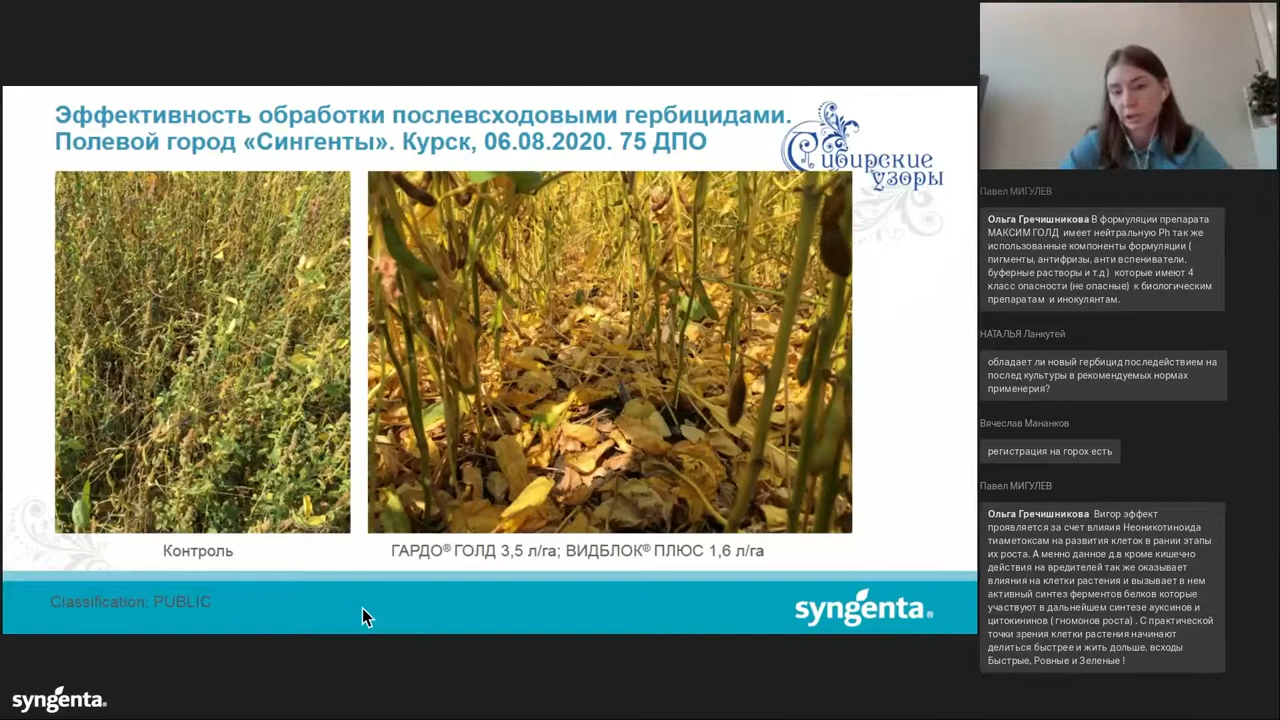 Эффективность обработки послевсходовыми гербицидами.
Полевой город «Сингенты». Курск, 06.08.2020. 75 ДПО
Сибирские
узоры
Контроль
ГАРДО® ГОЛД 3,5 л/га; ВИДБЛОК® ПЛЮС 1,6 л/га
Classification: PUBLIC
syngenta®
syngenta®
Павел МИГУЛЕВ
Ольга Гречишникова В формуляции препарата
МАКСИМ ГОЛД имеет нейтральную Ph так же
использованные компоненты формуляции (
пигменты, антифризы, анти вспениватели,
буферные растворы и т.д ) которые имеют 4
класс опасности (не опасные) к биологическим
препаратам и инокулянтам.
НАТАЛЬЯ Ланкутей
обладает ли новый гербицид последействием на
послед культуры в рекомендуемых нормах
применерия?
Вячеслав Мананков
регистрация на горох есть
Павел МИГУЛЕВ
Ольга Гречишникова Вигор эффект
проявляется за счет влияия Неоникотиноида
тиаметоксам на развития клеток в рании этапы
их роста. А менно данное д.в кроме кишечно
действия на вредителей так же оказывает
влияния на клетки растения и вызывает в нем
активный синтез ферментов белков которые
участвуют в дальнейшем синтезе ауксинов и
цитокининов ( гномонов роста) . С практической
точки зрения клетки растения начинают
делиться быстрее и жить дольше, всходы
Быстрые, Ровные и Зеленые !